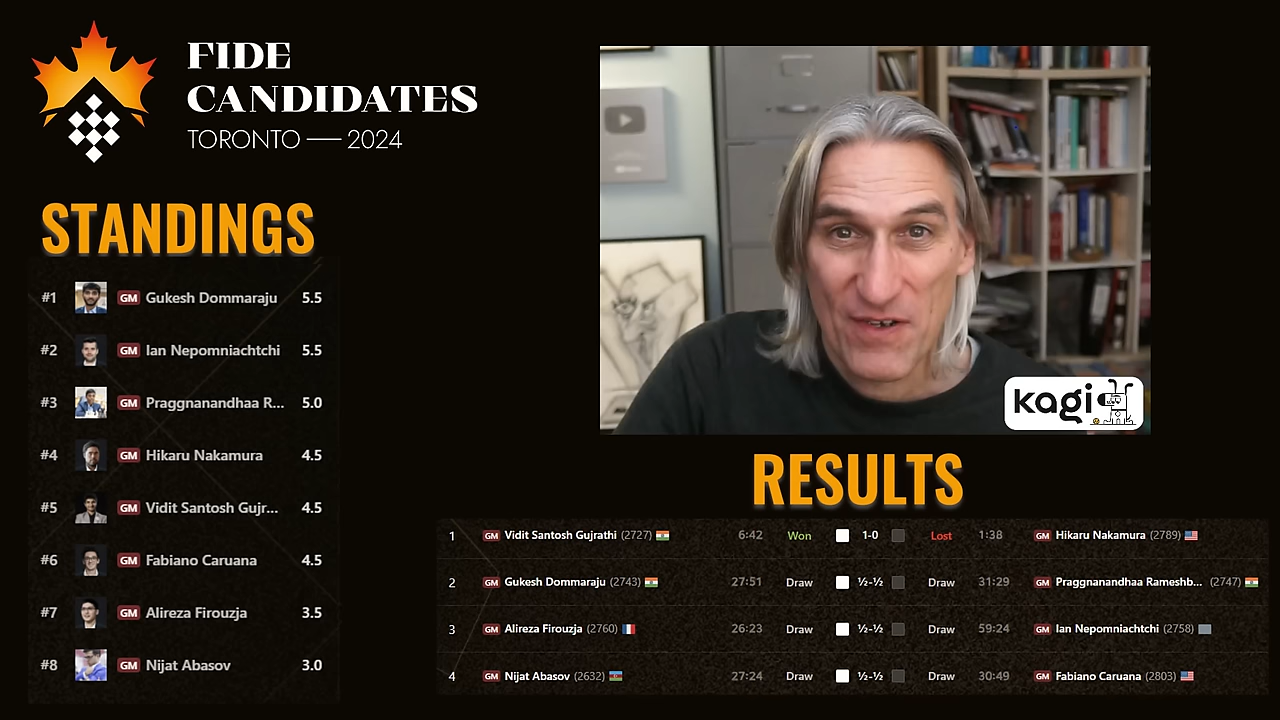 FIDE
CANDIDATES
TORONTO — 2024
STANDINGS
#1 GM Gukesh Dommaraju 5.5
#2 GM Ian Nepomniachtchi 5.5
#3 GM Praggnanandhaa R... 5.0
#4 GM Hikaru Nakamura 4.5
#5 GM Vidit Santosh Gujr... 4.5
#6 GM Fabiano Caruana 4.5
#7 GM Alireza Firouzja 3.5
#8 GM Nijat Abasov 3.0
kagi
RESULTS
1 GM Vidit Santosh Gujrathi (2727) 6:42 Won 1-0 Lost 1:38 GM Hikaru Nakamura (2789)
2 GM Gukesh Dommaraju (2743) 27:51 Draw ½-½ Draw 31:29 GM Praggnanandhaa Rameshb... (2747)
3 GM Alireza Firouzja (2760) 26:23 Draw ½-½ Draw 59:24 GM Ian Nepomniachtchi (2758)
4 GM Nijat Abasov (2632) 27:24 Draw ½-½ Draw 30:49 GM Fabiano Caruana (2803)